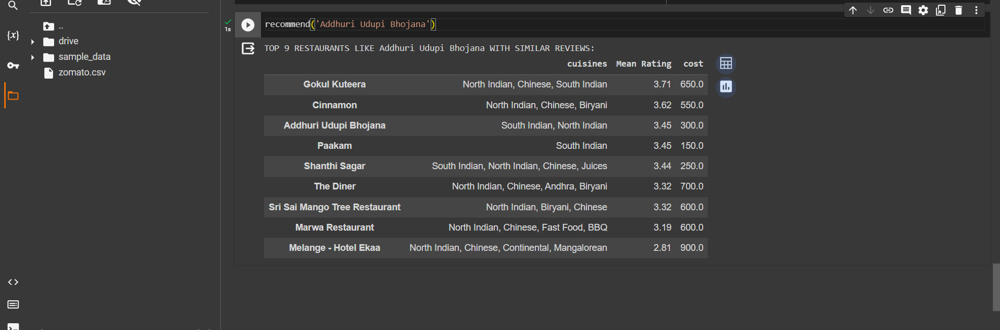 {x}
..
drive
sample_data
zomato.csv
1s
recommend('Addhuri Udupi Bhojana')
TOP 9 RESTAURANTS LIKE Addhuri Udupi Bhojana WITH SIMILAR REVIEWS:
cuisines Mean Rating cost
Gokul Kuteera North Indian, Chinese, South Indian 3.71 650.0
Cinnamon North Indian, Chinese, Biryani 3.62 550.0
Addhuri Udupi Bhojana South Indian, North Indian 3.45 300.0
Paakam South Indian 3.45 150.0
Shanthi Sagar South Indian, North Indian, Chinese, Juices 3.44 250.0
The Diner North Indian, Chinese, Andhra, Biryani 3.32 700.0
Sri Sai Mango Tree Restaurant North Indian, Biryani, Chinese 3.32 600.0
Marwa Restaurant North Indian, Chinese, Fast Food, BBQ 3.19 600.0
Melange - Hotel Ekaa North Indian, Chinese, Continental, Mangalorean 2.81 900.0